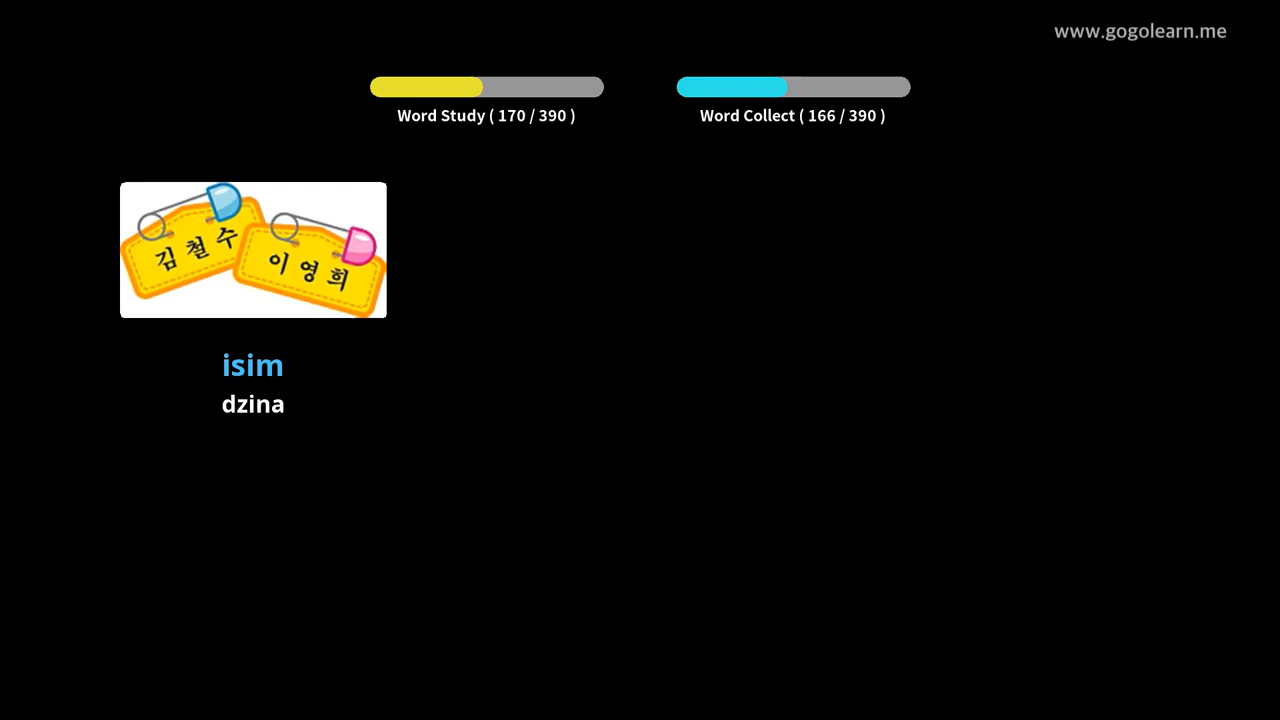 www.gogolearn.me
Word Study ( 170 / 390 )
Word Collect ( 166 / 390 )
김철수
이영희
isim
dzina